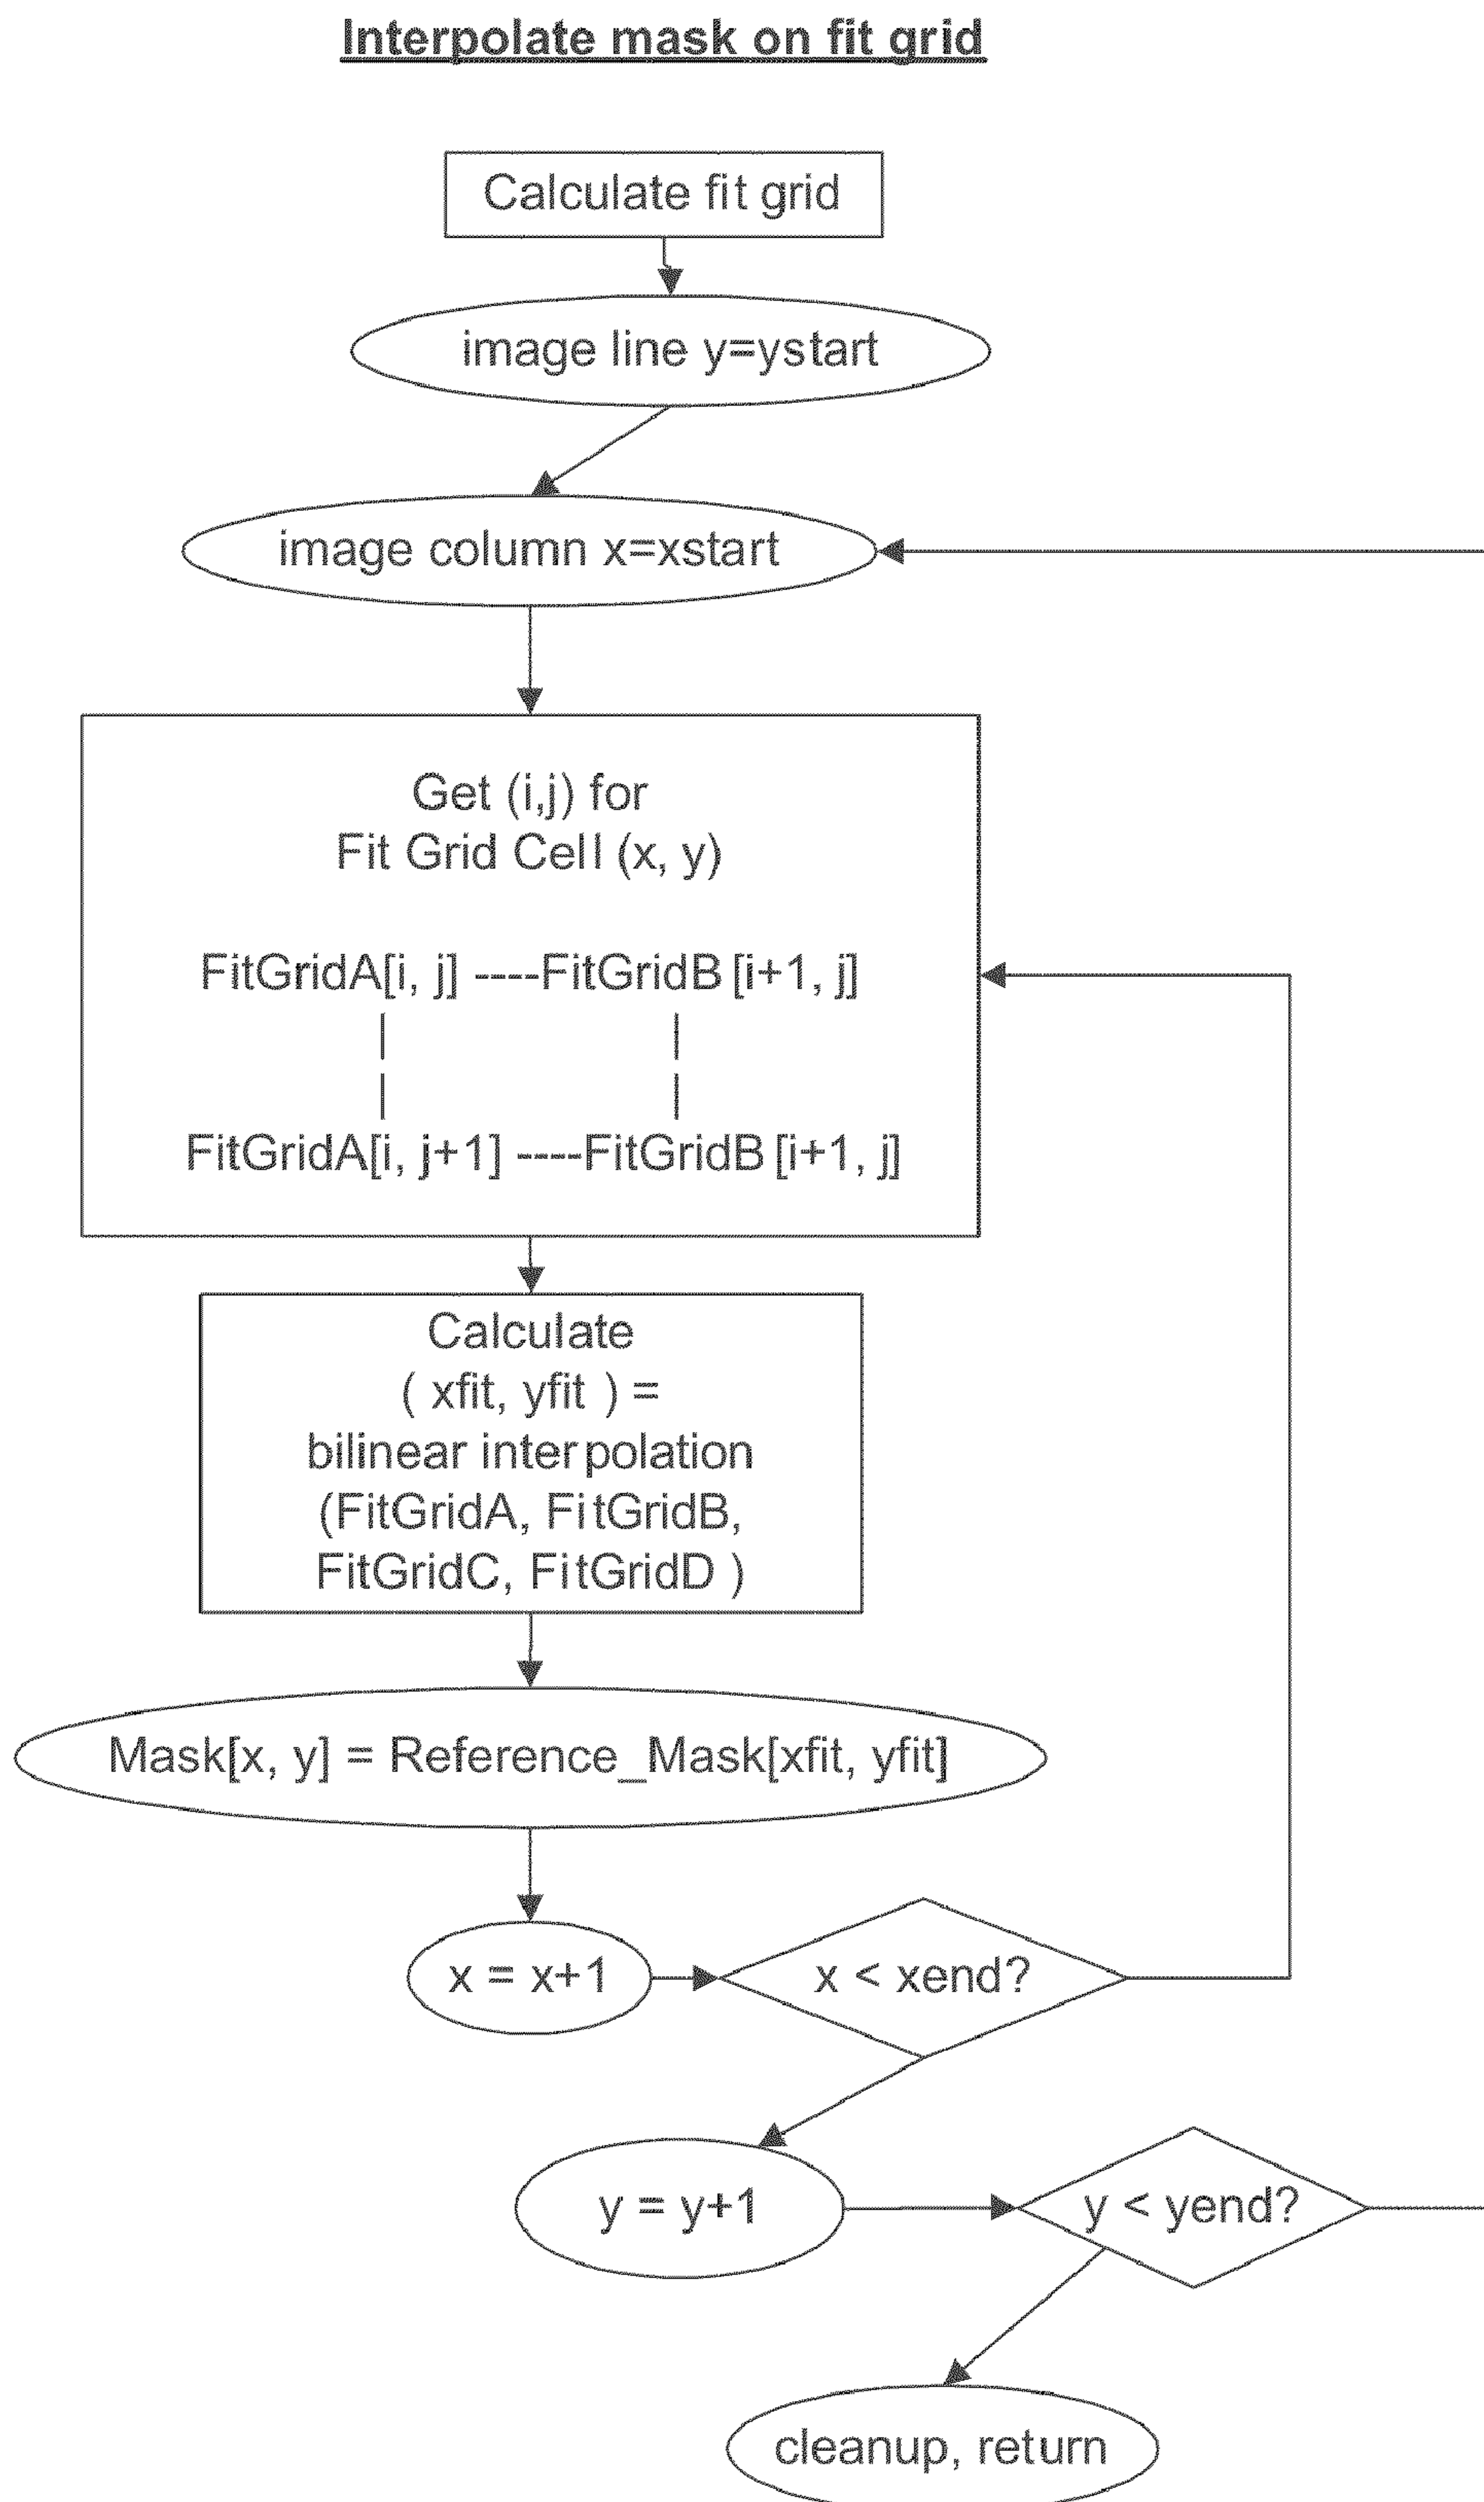 Interpolate mask on fit grid
Calculate fit grid
image line y=ystart
image column x=xstart
Get (i,j) for
Fit Grid Cell (x, y)
FitGridA[i, j] ----FitGridB [i+1, j]
| |
| |
FitGridA[i, j+1] ----FitGridB [i+1, j]
Calculate
( xfit, yfit ) =
bilinear interpolation
(FitGridA, FitGridB,
FitGridC, FitGridD )
Mask[x, y] = Reference_Mask[xfit, yfit]
x = x+1
x < xend?
y = y+1
y < yend?
cleanup, return